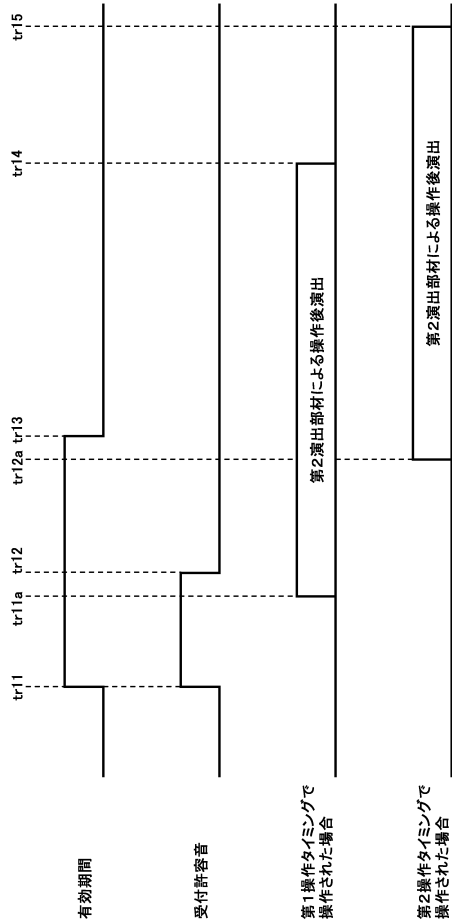 tr11
tr11a
tr12
tr12a
tr13
tr14
tr15
有効期間
受付許容音
第1操作タイミングで
操作された場合
第2演出部材による操作後演出
第2操作タイミングで
操作された場合
第2演出部材による操作後演出